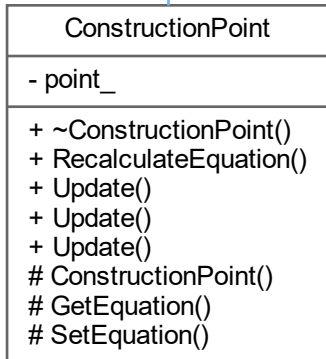 ConstructionPoint
- point_
+ ~ConstructionPoint()
+ RecalculateEquation()
+ Update()
+ Update()
+ Update()
# ConstructionPoint()
# GetEquation()
# SetEquation()